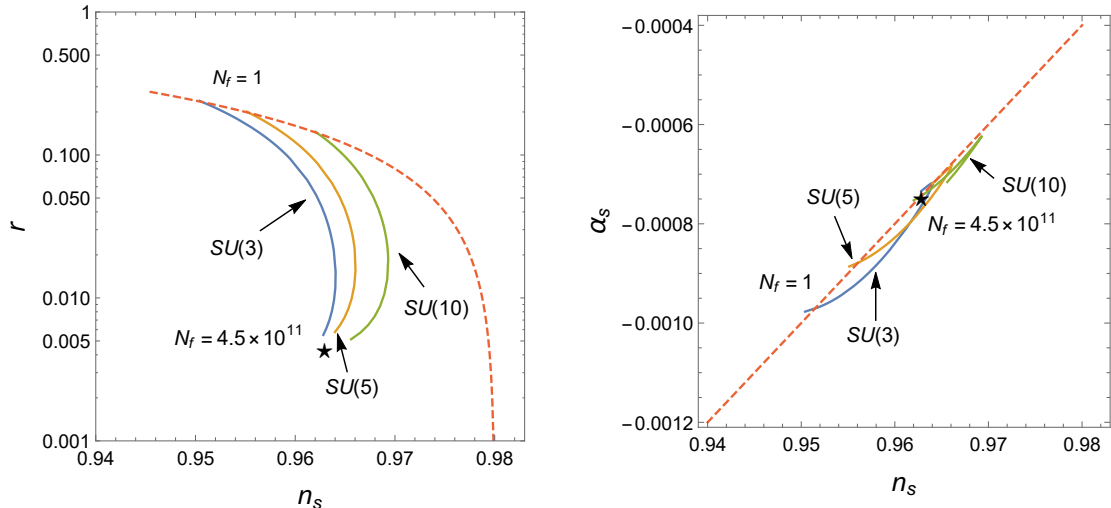 1
0.500
0.100
0.050
0.010
0.005
0.001
r
N_f = 1
SU(3)
SU(10)
N_f = 4.5 × 10^11
SU(5)
0.94 0.95 0.96 0.97 0.98
n_s
−0.0004
−0.0006
−0.0008
−0.0010
−0.0012
α_s
SU(10)
SU(5)
N_f = 4.5 × 10^11
N_f = 1
SU(3)
0.94 0.95 0.96 0.97 0.98
n_s